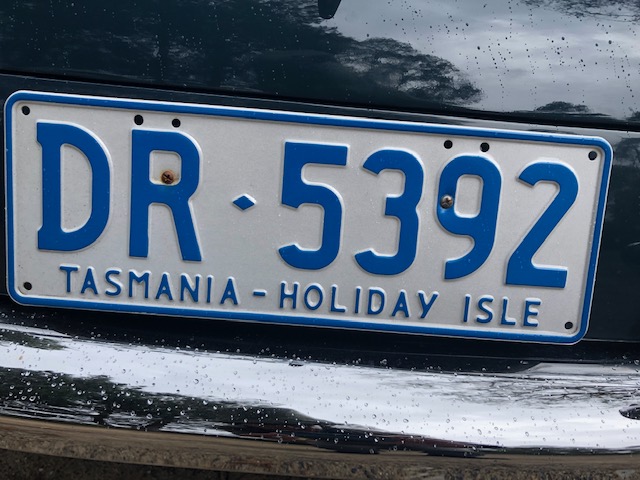 DR·5392
TASMANIA - HOLIDAY ISLE